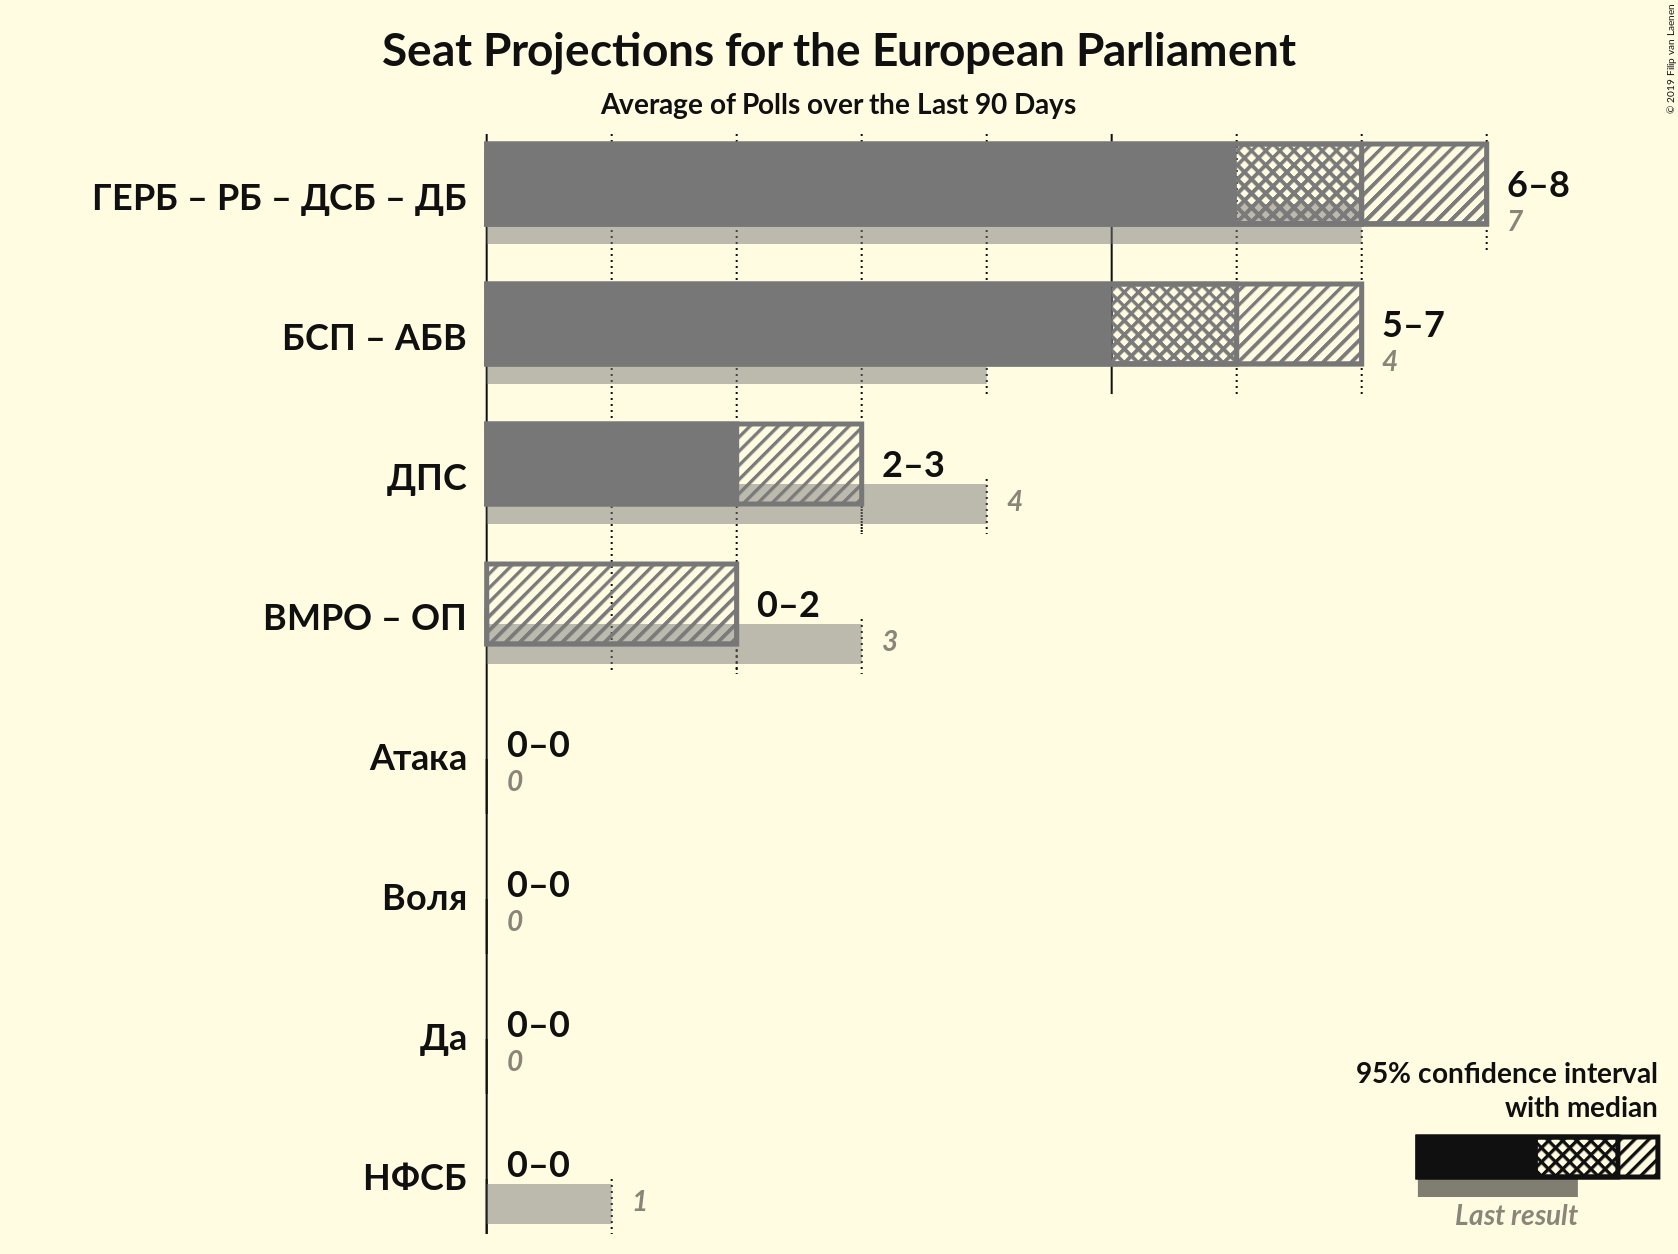 Seat Projections for the European Parliament
Average of Polls over the Last 90 Days
© 2019 Filip van Laenen
ГЕРБ – РБ – ДСБ – ДБ
6–8
7
БСП – АБВ
5–7
4
ДПС
2–3
4
ВМРО – ОП
0–2
3
Атака
0–0
0
Воля
0–0
0
Да
0–0
0
НФСБ
0–0
1
95% confidence interval
with median
Last result